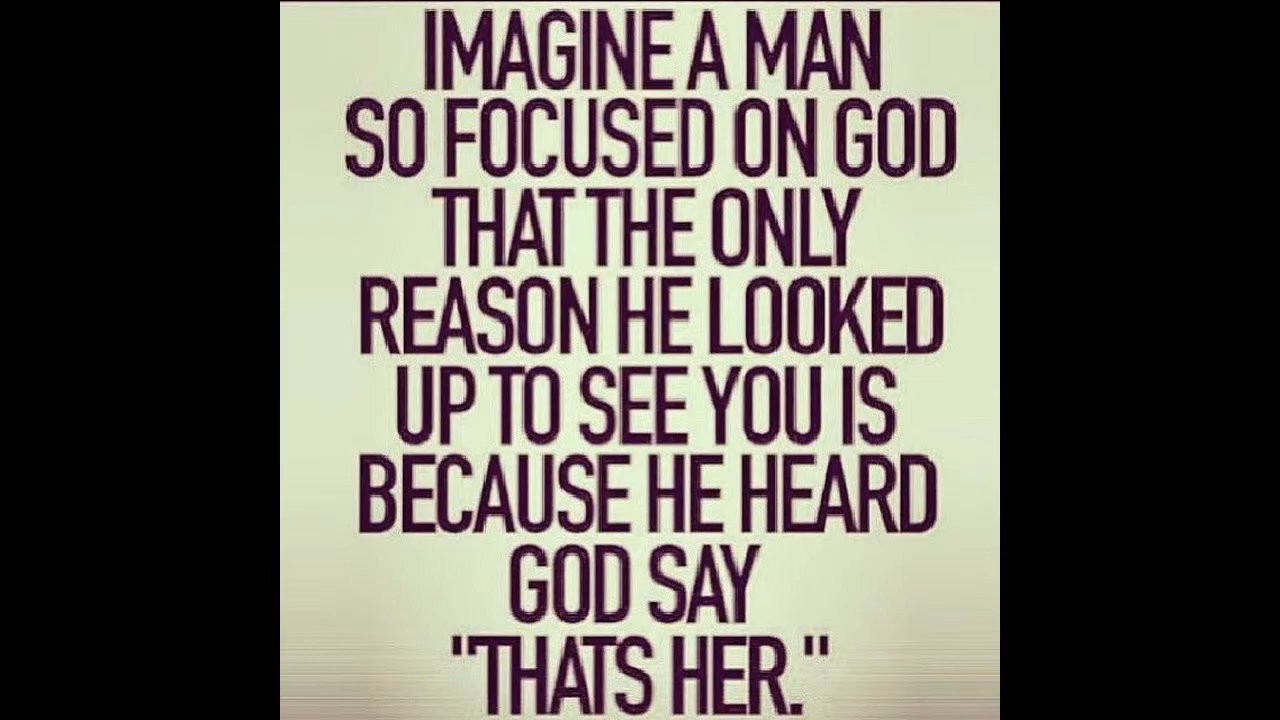 IMAGINE A MAN
SO FOCUSED ON GOD
THAT THE ONLY
REASON HE LOOKED
UP TO SEE YOU IS
BECAUSE HE HEARD
GOD SAY
"THATS HER."